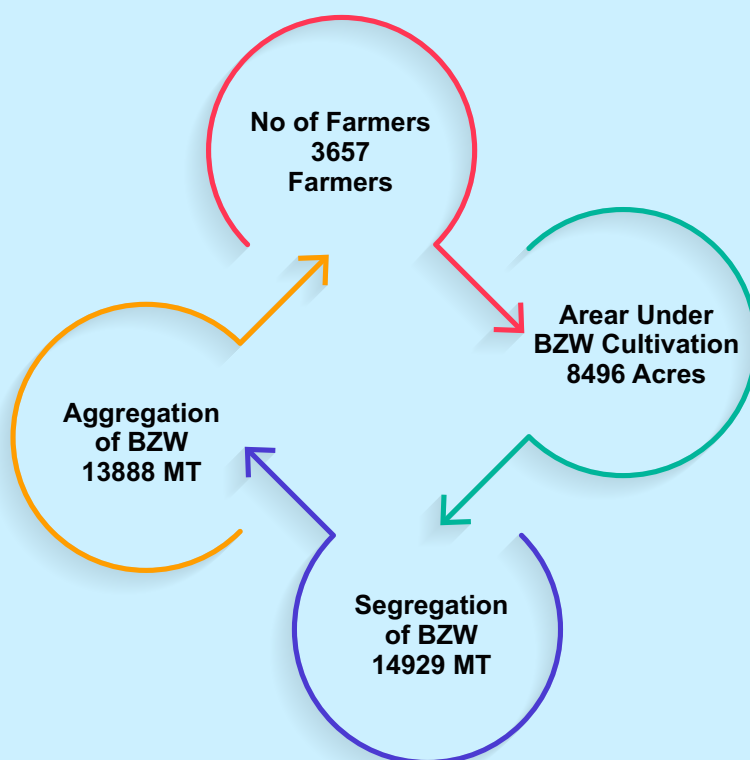 No of Farmers
3657
Farmers
Arear Under
BZW Cultivation
8496 Acres
Segregation
of BZW
14929 MT
Aggregation
of BZW
13888 MT